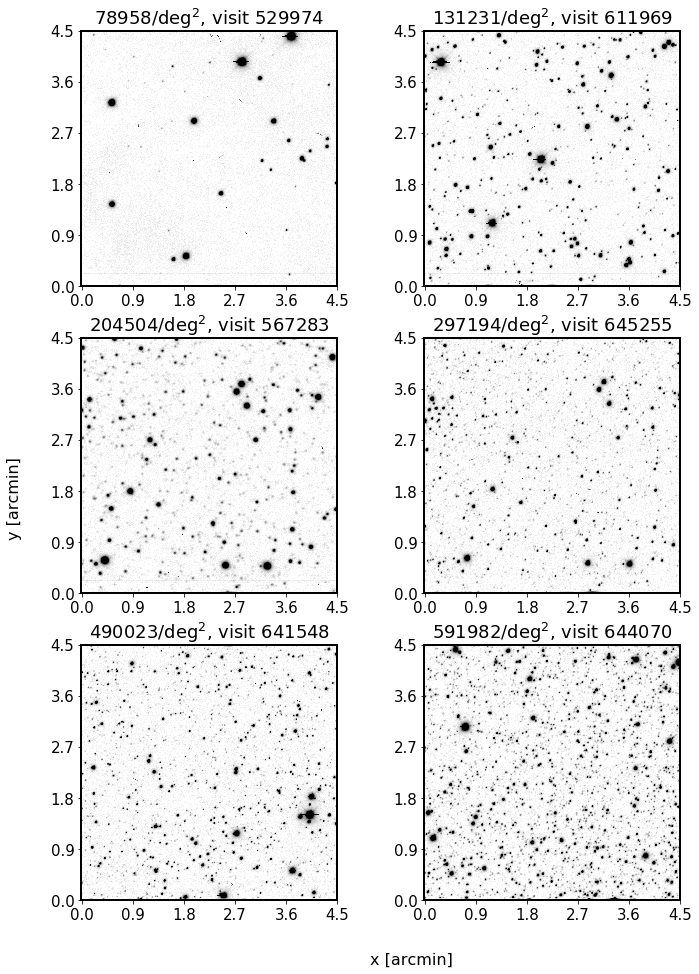 78958/deg², visit 529974
131231/deg², visit 611969
4.5
3.6
2.7
1.8
0.9
0.0
0.0 0.9 1.8 2.7 3.6 4.5
4.5
3.6
2.7
1.8
0.9
0.0
0.0 0.9 1.8 2.7 3.6 4.5
204504/deg², visit 567283
297194/deg², visit 645255
4.5
3.6
2.7
1.8
0.9
0.0
0.0 0.9 1.8 2.7 3.6 4.5
4.5
3.6
2.7
1.8
0.9
0.0
0.0 0.9 1.8 2.7 3.6 4.5
490023/deg², visit 641548
591982/deg², visit 644070
4.5
3.6
2.7
1.8
0.9
0.0
0.0 0.9 1.8 2.7 3.6 4.5
4.5
3.6
2.7
1.8
0.9
0.0
0.0 0.9 1.8 2.7 3.6 4.5
y [arcmin]
x [arcmin]